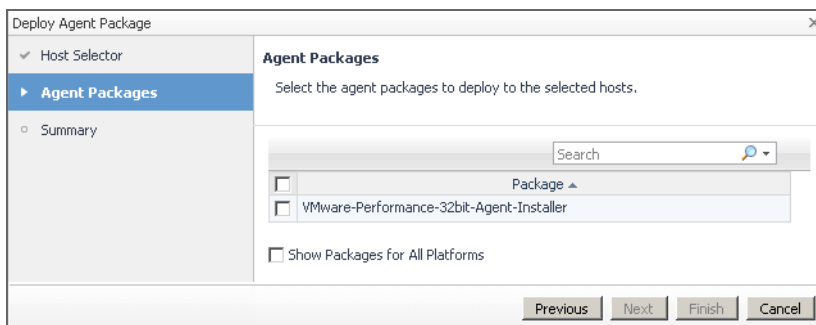 Deploy Agent Package
Host Selector
Agent Packages
Summary
Agent Packages
Select the agent packages to deploy to the selected hosts.
Search
Package
VMware-Performance-32bit-Agent-Installer
Show Packages for All Platforms
Previous Next Finish Cancel